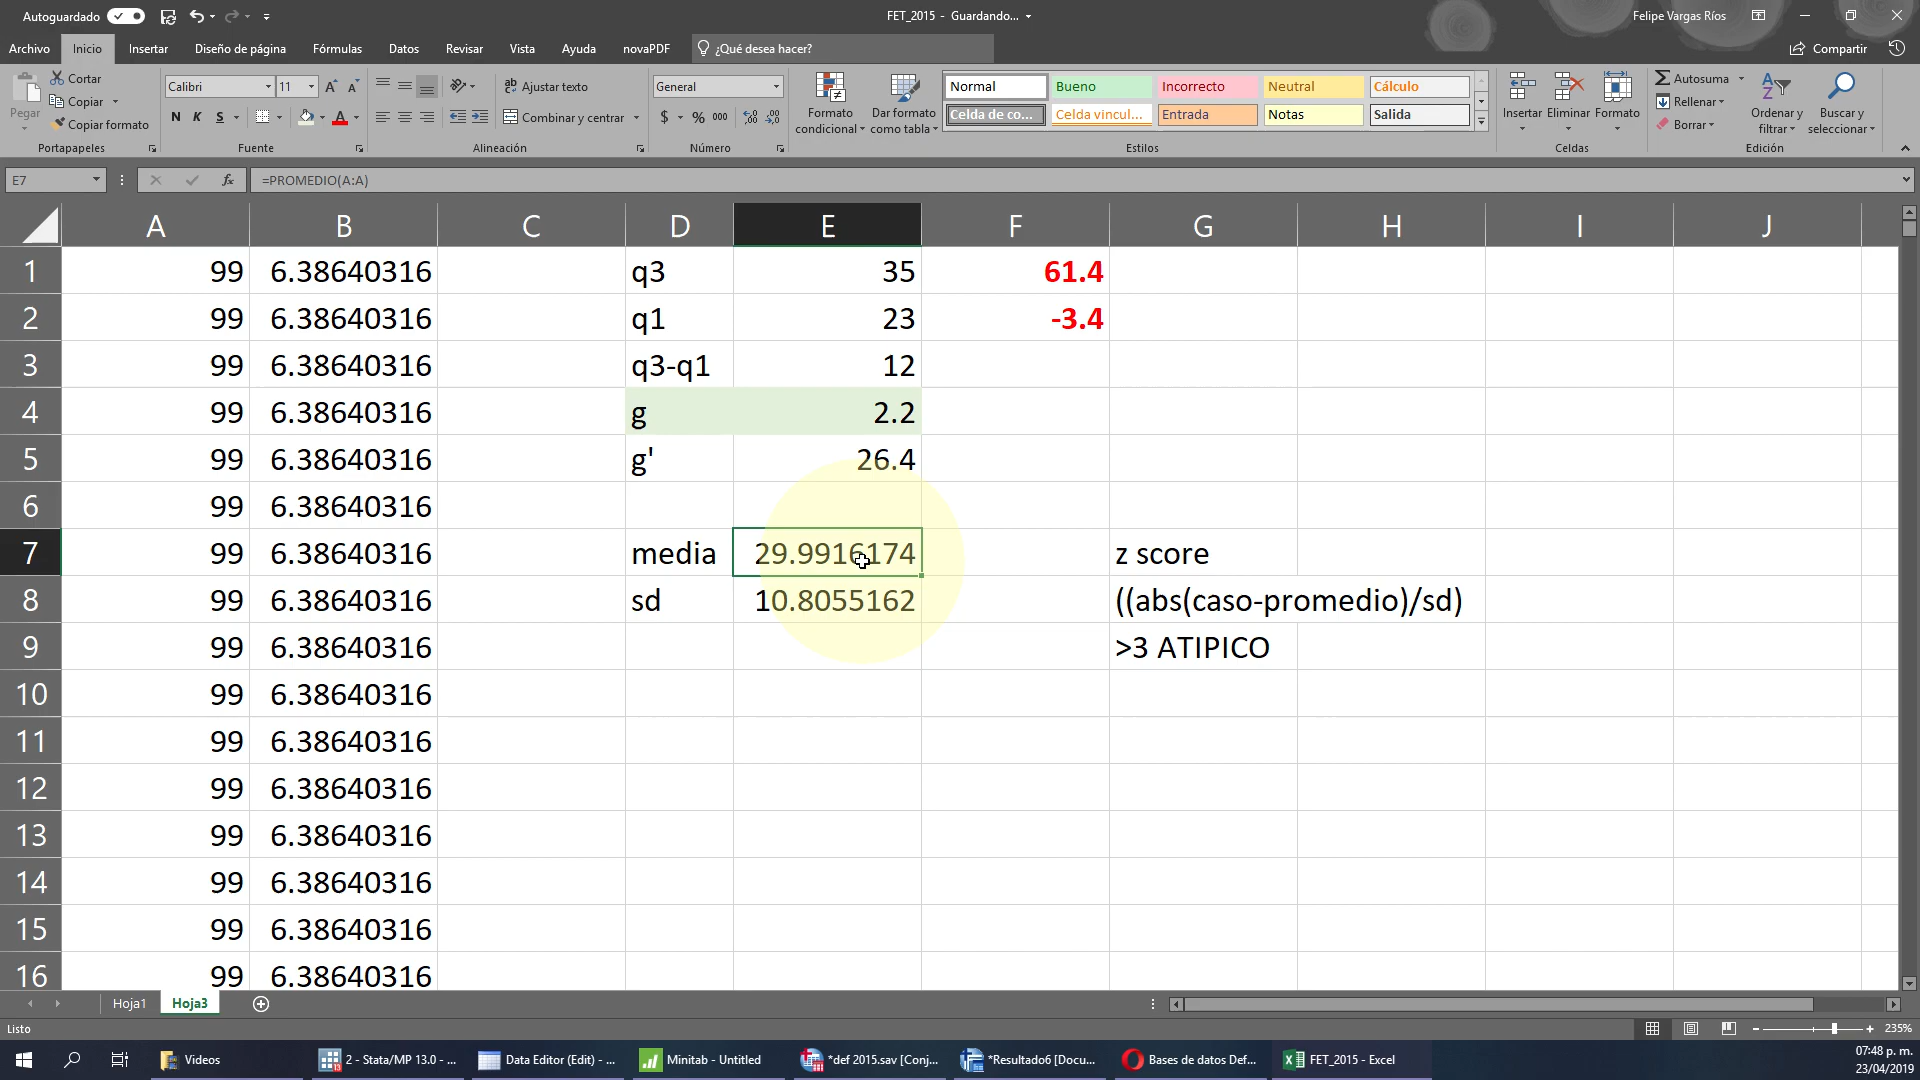 Autoguardado
FET_2015 - Guardando...
Felipe Vargas Ríos
Archivo Inicio Insertar Diseño de página Fórmulas Datos Revisar Vista Ayuda novaPDF ¿Qué desea hacer? Compartir
Pegar
Cortar
Copiar
Copiar formato
Portapapeles
Calibri 11
N K S
Fuente
Ajustar texto
Combinar y centrar
Alineación
General
$ % 000
Número
Formato condicional
Dar formato como tabla
Normal Bueno Incorrecto Neutral Cálculo
Celda de co... Celda vincul... Entrada Notas Salida
Estilos
Insertar Eliminar Formato
Celdas
Autosuma
Rellenar
Borrar
Ordenar y filtrar
Buscar y seleccionar
Edición
E7 fx =PROMEDIO(A:A)
A B C D E F G H I J
1 99 6.38640316 q3 35 61.4
2 99 6.38640316 q1 23 -3.4
3 99 6.38640316 q3-q1 12
4 99 6.38640316 g 2.2
5 99 6.38640316 g' 26.4
6 99 6.38640316
7 99 6.38640316 media 29.9916174 z score
8 99 6.38640316 sd 10.8055162 ((abs(caso-promedio)/sd)
9 99 6.38640316 >3 ATIPICO
10 99 6.38640316
11 99 6.38640316
12 99 6.38640316
13 99 6.38640316
14 99 6.38640316
15 99 6.38640316
16 99 6.38640316
Hoja1 Hoja3
Listo
235%
Videos
2 - Stata/MP 13.0 - ...
Data Editor (Edit) - ...
Minitab - Untitled
*def 2015.sav [Conj...
*Resultado6 [Docu...
Bases de datos Def...
FET_2015 - Excel
07:48 p. m.
23/04/2019